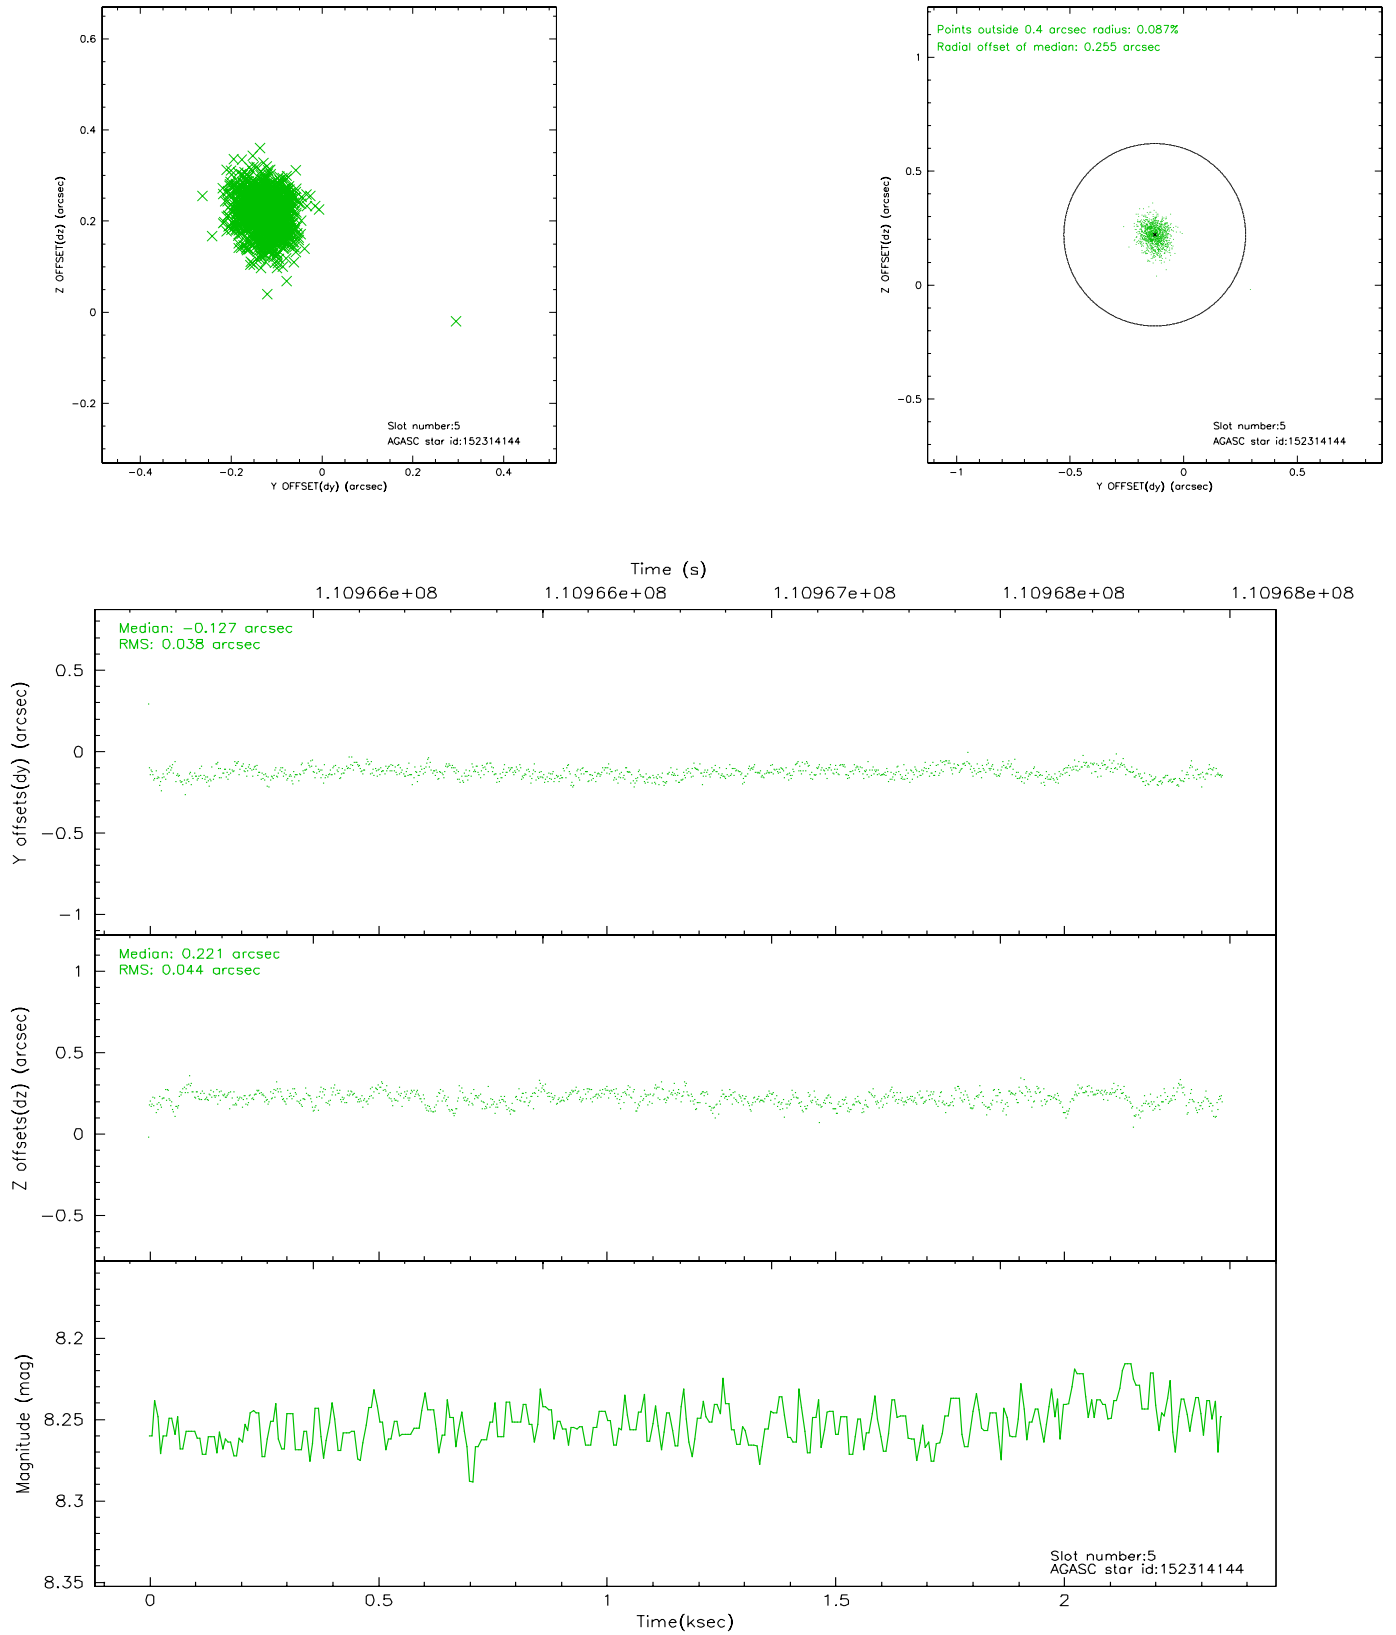 0.6
0.4
0.2
0
−0.2
Z OFFSET(dz) (arcsec)
Slot number:5
AGASC star id:152314144
−0.4 −0.2 0 0.2 0.4
Y OFFSET(dy) (arcsec)
Points outside 0.4 arcsec radius: 0.087%
Radial offset of median: 0.255 arcsec
1
0.5
0
−0.5
Z OFFSET(dz) (arcsec)
Slot number:5
AGASC star id:152314144
−1 −0.5 0 0.5
Y OFFSET(dy) (arcsec)
Time (s)
1.10966e+08 1.10966e+08 1.10967e+08 1.10968e+08 1.10968e+08
Median: −0.127 arcsec
RMS: 0.038 arcsec
0.5
0
−0.5
−1
Y offsets(dy) (arcsec)
Median: 0.221 arcsec
RMS: 0.044 arcsec
1
0.5
0
−0.5
Z offsets(dz) (arcsec)
8.2
8.25
8.3
8.35
Magnitude (mag)
Slot number:5
AGASC star id:152314144
0 0.5 1 1.5 2
Time(ksec)